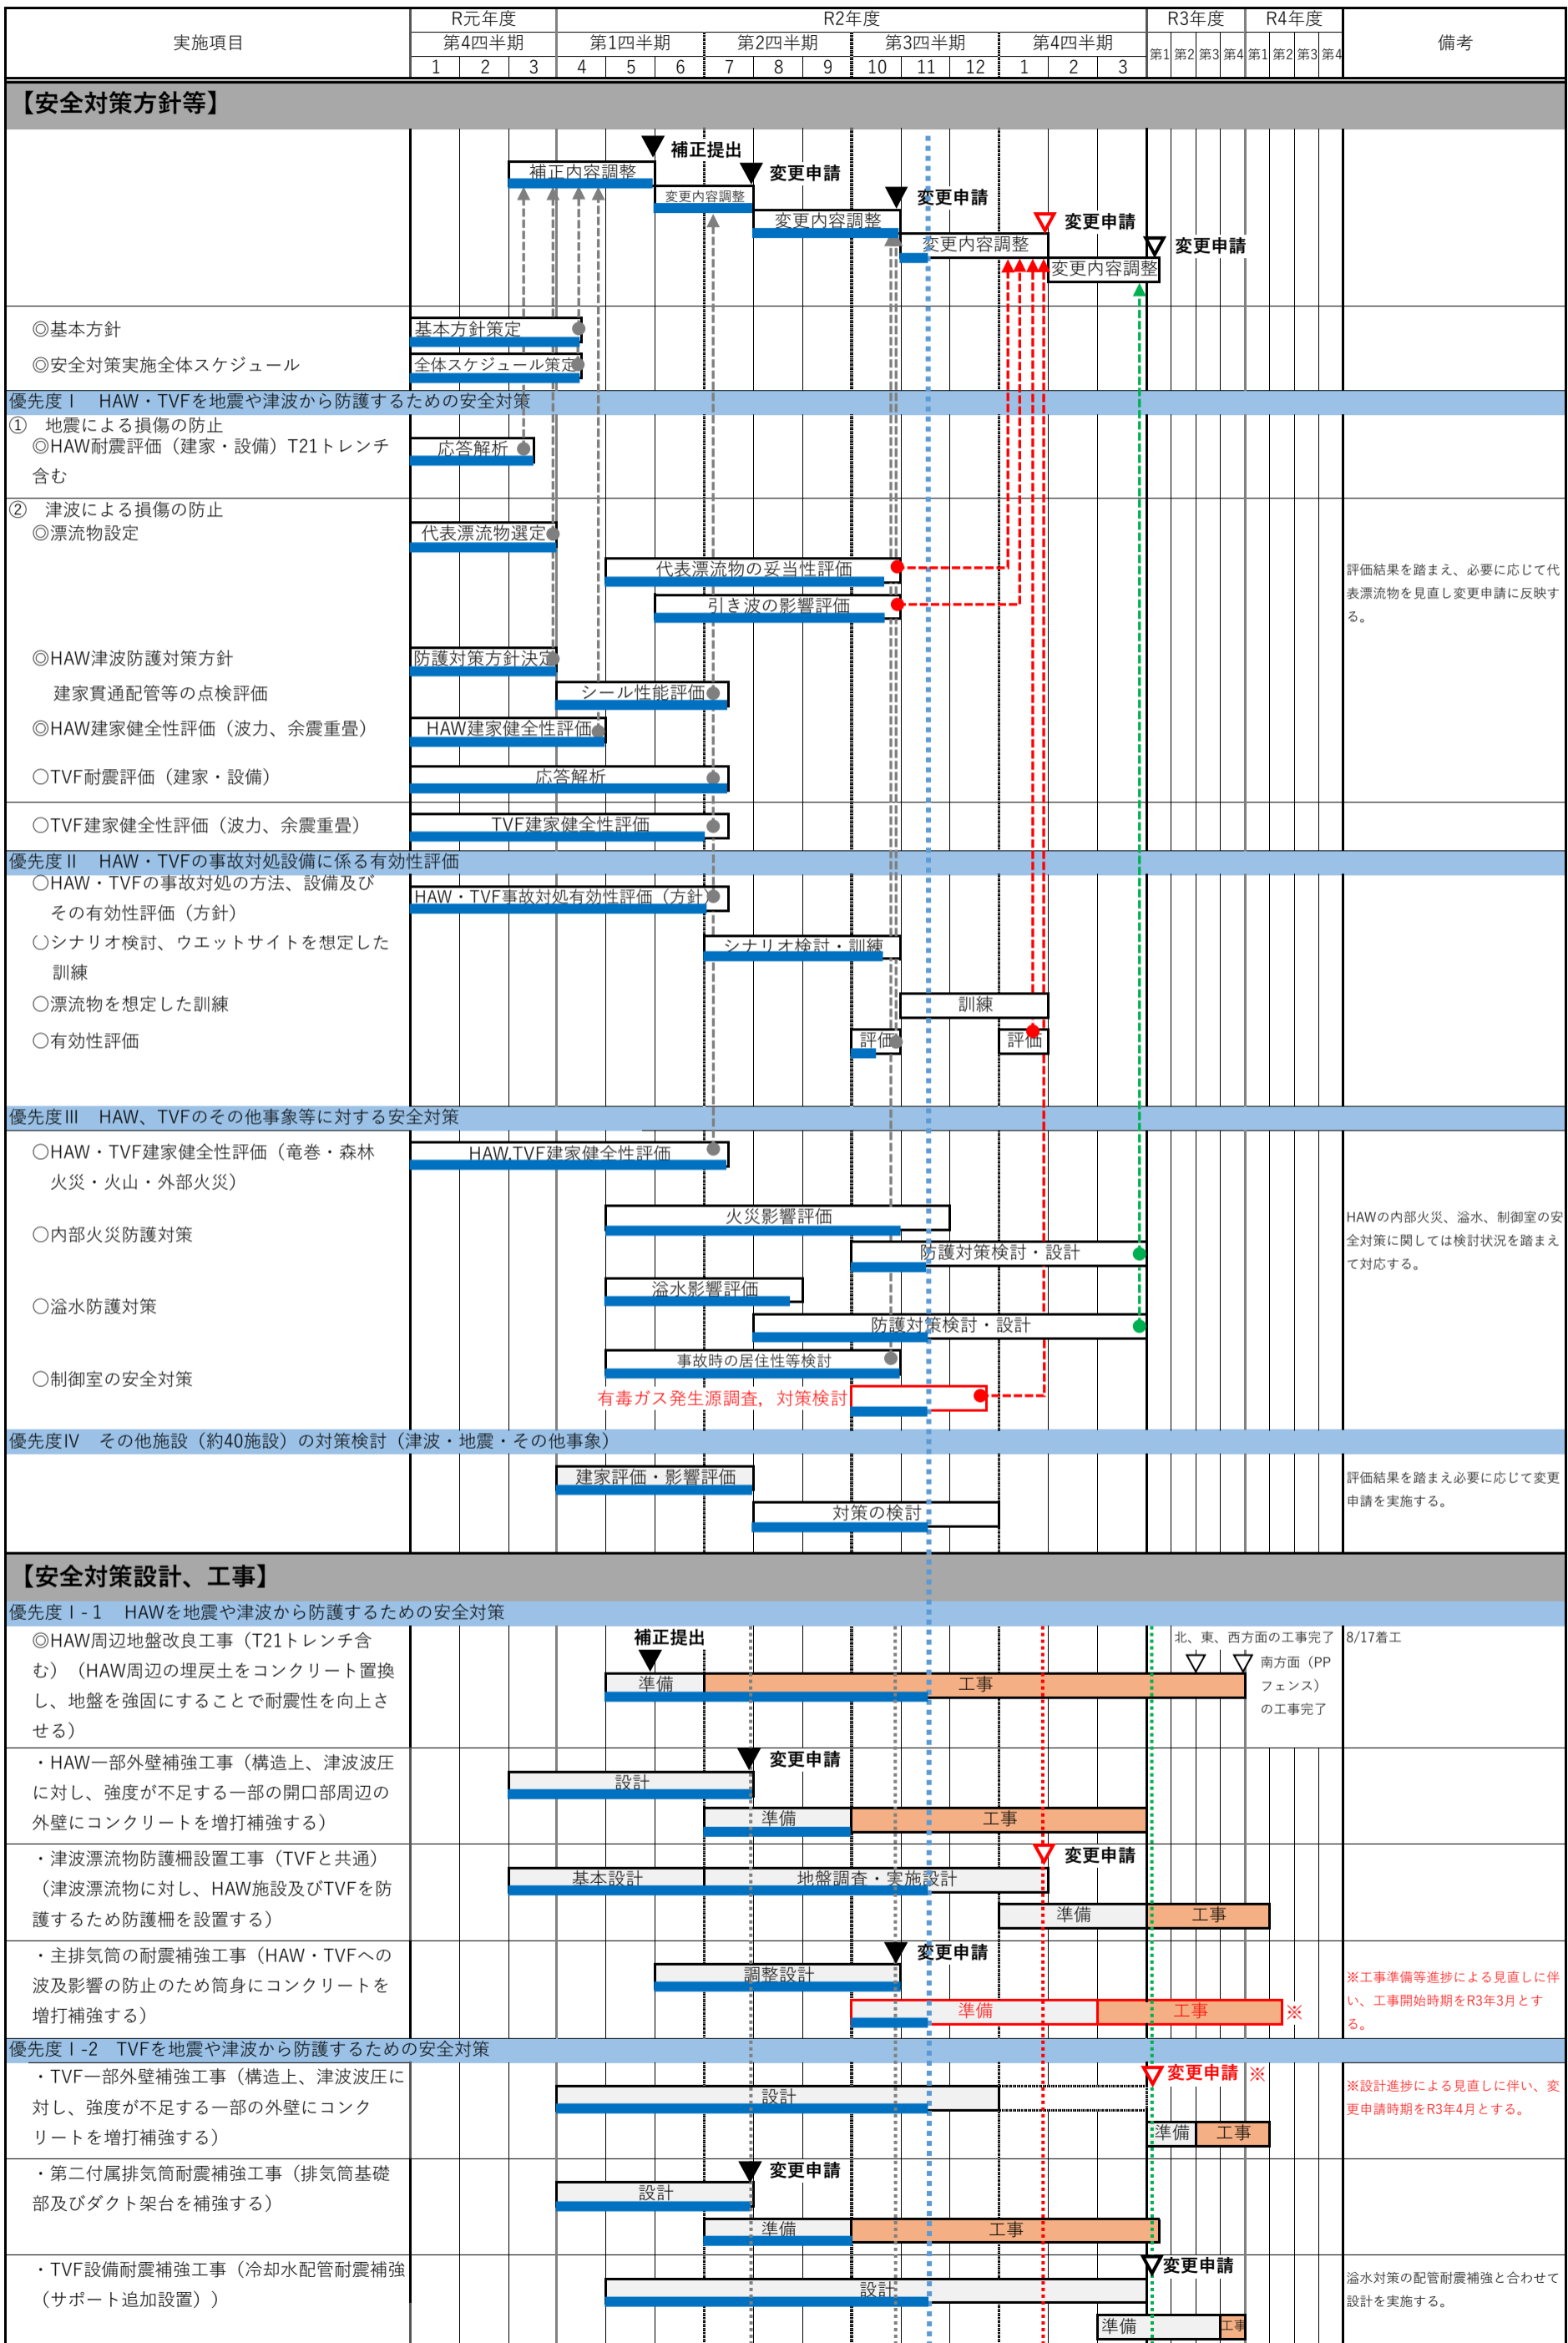 実施項目
R元年度
R2年度
R3年度
R4年度
備考
第4四半期
第1四半期
第2四半期
第3四半期
第4四半期
第1 第2 第3 第4 第1 第2 第3 第4
1 2 3 4 5 6 7 8 9 10 11 12 1 2 3
【安全対策方針等】
補正提出
補正内容調整
変更申請
変更内容調整
変更申請
変更内容調整
変更申請
変更内容調整
変更申請
変更内容調整
◎基本方針
基本方針策定
◎安全対策実施全体スケジュール
全体スケジュール策定
優先度Ⅰ HAW・TVFを地震や津波から防護するための安全対策
① 地震による損傷の防止
◎HAW耐震評価（建家・設備）T21トレンチ
含む
応答解析
② 津波による損傷の防止
◎漂流物設定
代表漂流物選定
代表漂流物の妥当性評価
引き波の影響評価
評価結果を踏まえ、必要に応じて代
表漂流物を見直し変更申請に反映す
る。
◎HAW津波防護対策方針
防護対策方針決定
建家貫通配管等の点検評価
シール性能評価
◎HAW建家健全性評価（波力、余震重畳）
HAW建家健全性評価
○TVF耐震評価（建家・設備）
応答解析
○TVF建家健全性評価（波力、余震重畳）
TVF建家健全性評価
優先度Ⅱ HAW・TVFの事故対処設備に係る有効性評価
○HAW・TVFの事故対処の方法、設備及び
その有効性評価（方針）
HAW・TVF事故対処有効性評価（方針）
○シナリオ検討、ウエットサイトを想定した
訓練
シナリオ検討・訓練
○漂流物を想定した訓練
訓練
○有効性評価
評価
評価
優先度Ⅲ HAW、TVFのその他事象等に対する安全対策
○HAW・TVF建家健全性評価（竜巻・森林
火災・火山・外部火災）
HAW,TVF建家健全性評価
○内部火災防護対策
火災影響評価
防護対策検討・設計
HAWの内部火災、溢水、制御室の安
全対策に関しては検討状況を踏まえ
て対応する。
○溢水防護対策
溢水影響評価
防護対策検討・設計
○制御室の安全対策
事故時の居住性等検討
有毒ガス発生源調査，対策検討
優先度Ⅳ その他施設（約40施設）の対策検討（津波・地震・その他事象）
建家評価・影響評価
対策の検討
評価結果を踏まえ必要に応じて変更
申請を実施する。
【安全対策設計、工事】
優先度Ⅰ-1 HAWを地震や津波から防護するための安全対策
◎HAW周辺地盤改良工事（T21トレンチ含
む）（HAW周辺の埋戻土をコンクリート置換
し、地盤を強固にすることで耐震性を向上さ
せる）
補正提出
準備
工事
北、東、西方面の工事完了
南方面（PP
フェンス）
の工事完了
8/17着工
・HAW一部外壁補強工事（構造上、津波波圧
に対し、強度が不足する一部の開口部周辺の
外壁にコンクリートを増打補強する）
変更申請
設計
準備
工事
・津波漂流物防護柵設置工事（TVFと共通）
（津波漂流物に対し、HAW施設及びTVFを防
護するため防護柵を設置する）
変更申請
基本設計
地盤調査・実施設計
準備
工事
・主排気筒の耐震補強工事（HAW・TVFへの
波及影響の防止のため筒身にコンクリートを
増打補強する）
変更申請
調整設計
準備
工事
※
※工事準備等進捗による見直しに伴
い、工事開始時期をR3年3月とす
る。
優先度Ⅰ-2 TVFを地震や津波から防護するための安全対策
・TVF一部外壁補強工事（構造上、津波波圧に
対し、強度が不足する一部の外壁にコンク
リートを増打補強する）
設計
変更申請 ※
準備
工事
※設計進捗による見直しに伴い、変
更申請時期をR3年4月とする。
・第二付属排気筒耐震補強工事（排気筒基礎
部及びダクト架台を補強する）
変更申請
設計
準備
工事
・TVF設備耐震補強工事（冷却水配管耐震補強
（サポート追加設置））
変更申請
設計
準備
工事
溢水対策の配管耐震補強と合わせて
設計を実施する。